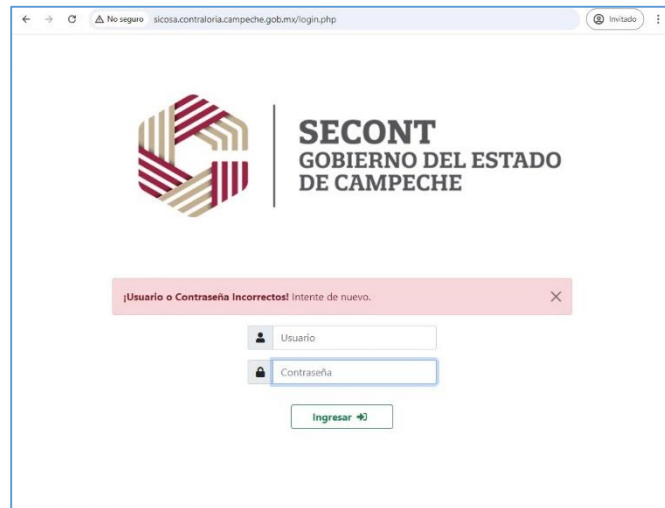 No seguro sicosa.contraloria.campeche.gob.mx/login.php Invitado
SECONT
GOBIERNO DEL ESTADO
DE CAMPECHE
¡Usuario o Contraseña Incorrectos! Intente de nuevo.
Usuario
Contraseña
Ingresar